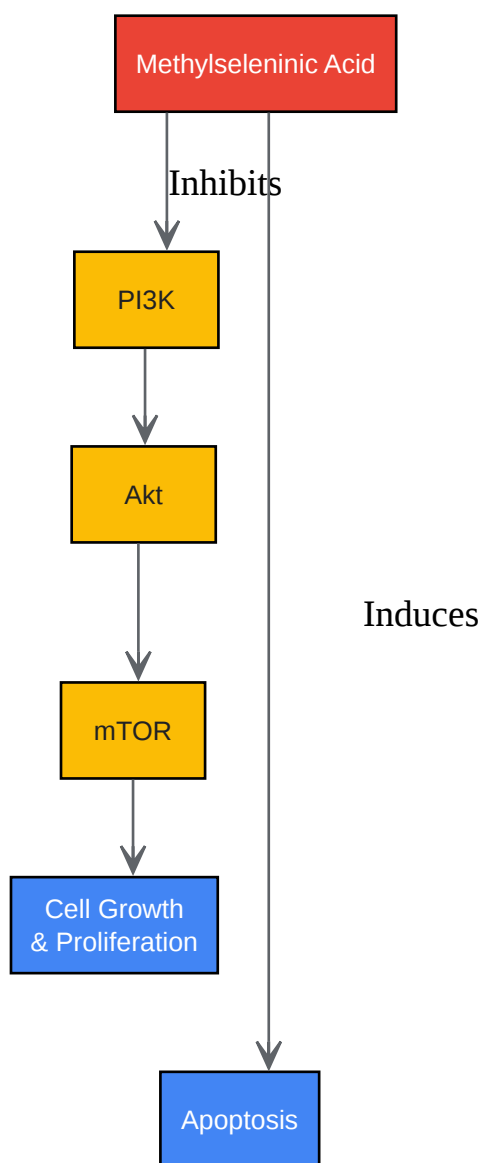 Methylseleninic Acid
Inhibits
PI3K
Akt
Induces
mTOR
Cell Growth
& Proliferation
Apoptosis